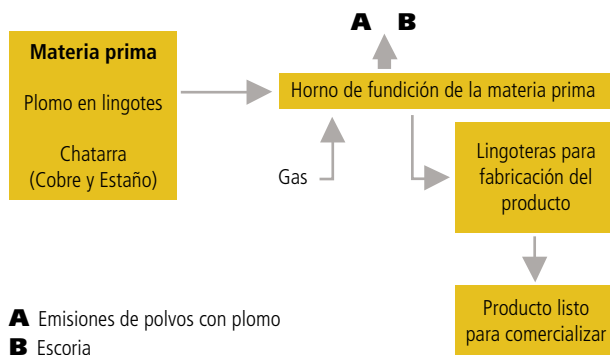 A B
Materia prima
Plomo en lingotes
Chatarra
(Cobre y Estaño)
Horno de fundición de la materia prima
Gas
Lingoteras para
fabricación del
producto
Producto listo
para comercializar
A Emisiones de polvos con plomo
B Escoria